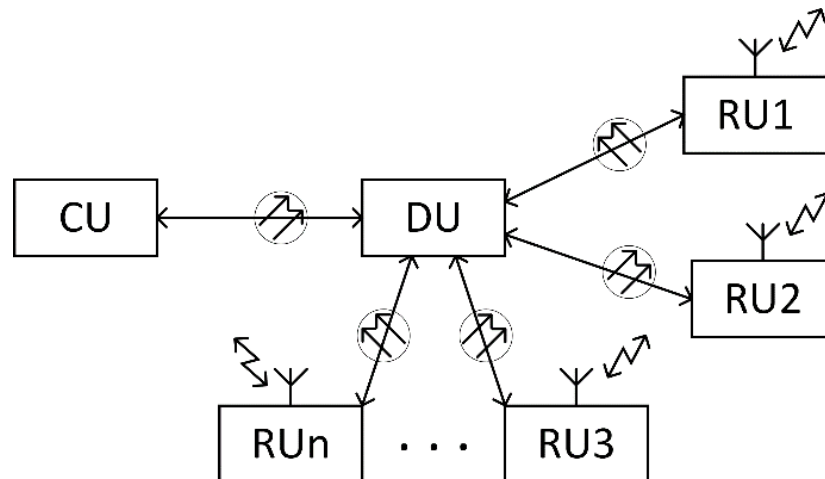 RU1
CU
DU
RU2
RUn
. . .
RU3